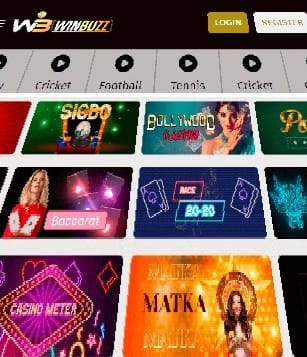 WB WINBUZZ
LOGIN
REGISTER
Cricket
Football
Tennis
Cricket
SICBO
BOLLYWOOD
CASINO
Baccarat
RACE
20-20
CASINO METER
MATKA
MATKA
MATKA